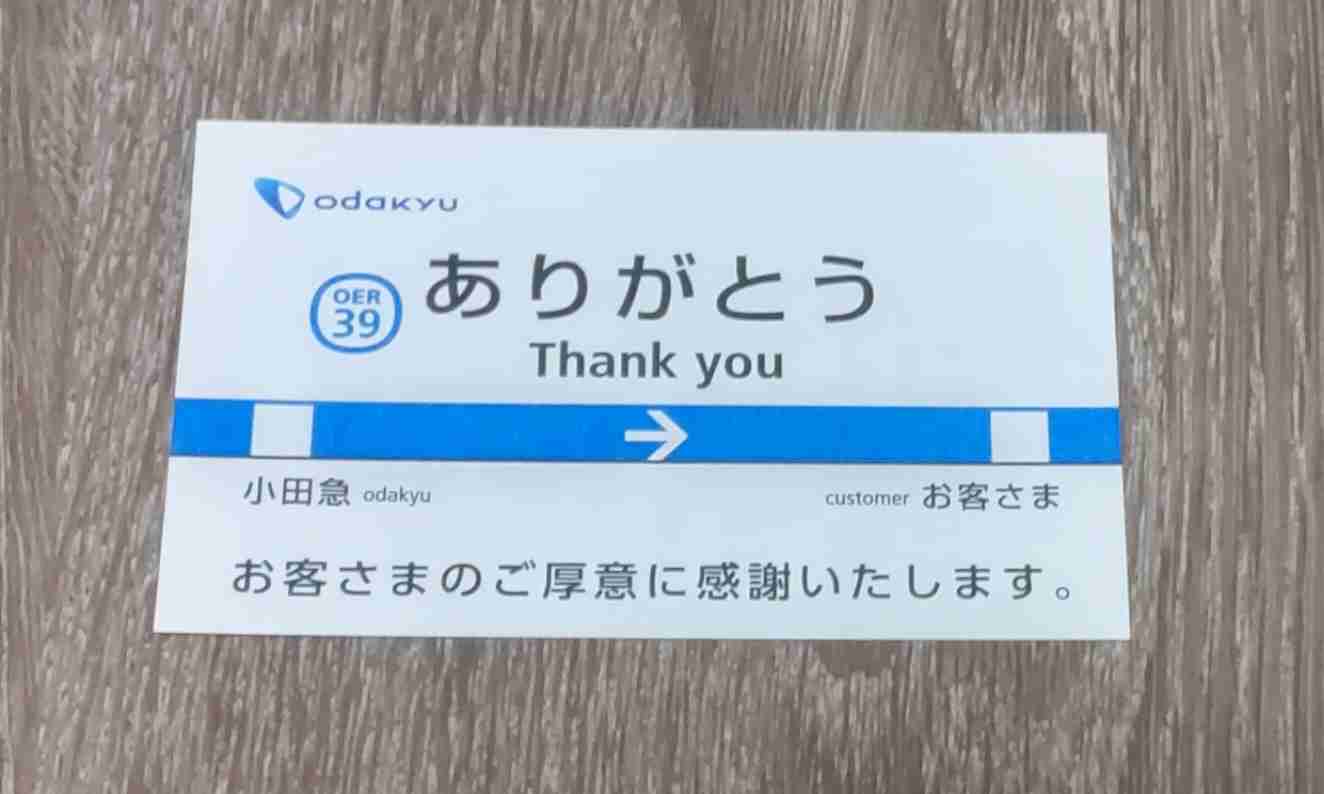 odakyu
OER
39
ありがとう
Thank you
→
小田急 odakyu
customer お客さま
お客さまのご厚意に感謝いたします。